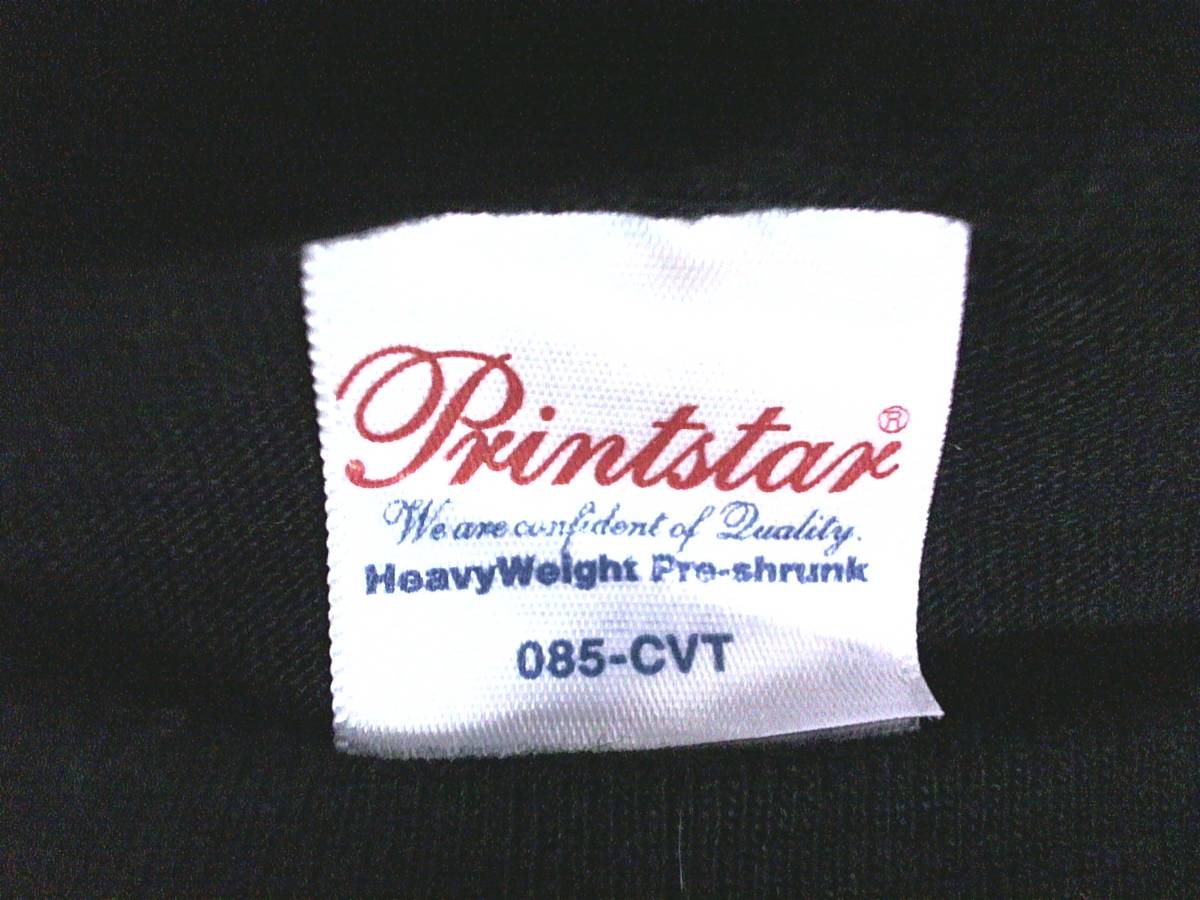 Printstar®
We are confident of Quality.
HeavyWeight Pre-shrunk
085-CVT